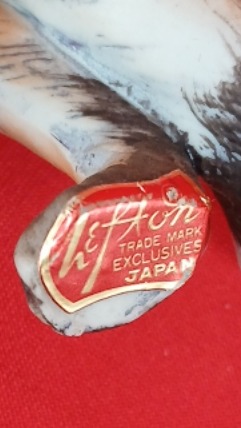 Lefton
TRADE MARK
EXCLUSIVES
JAPAN